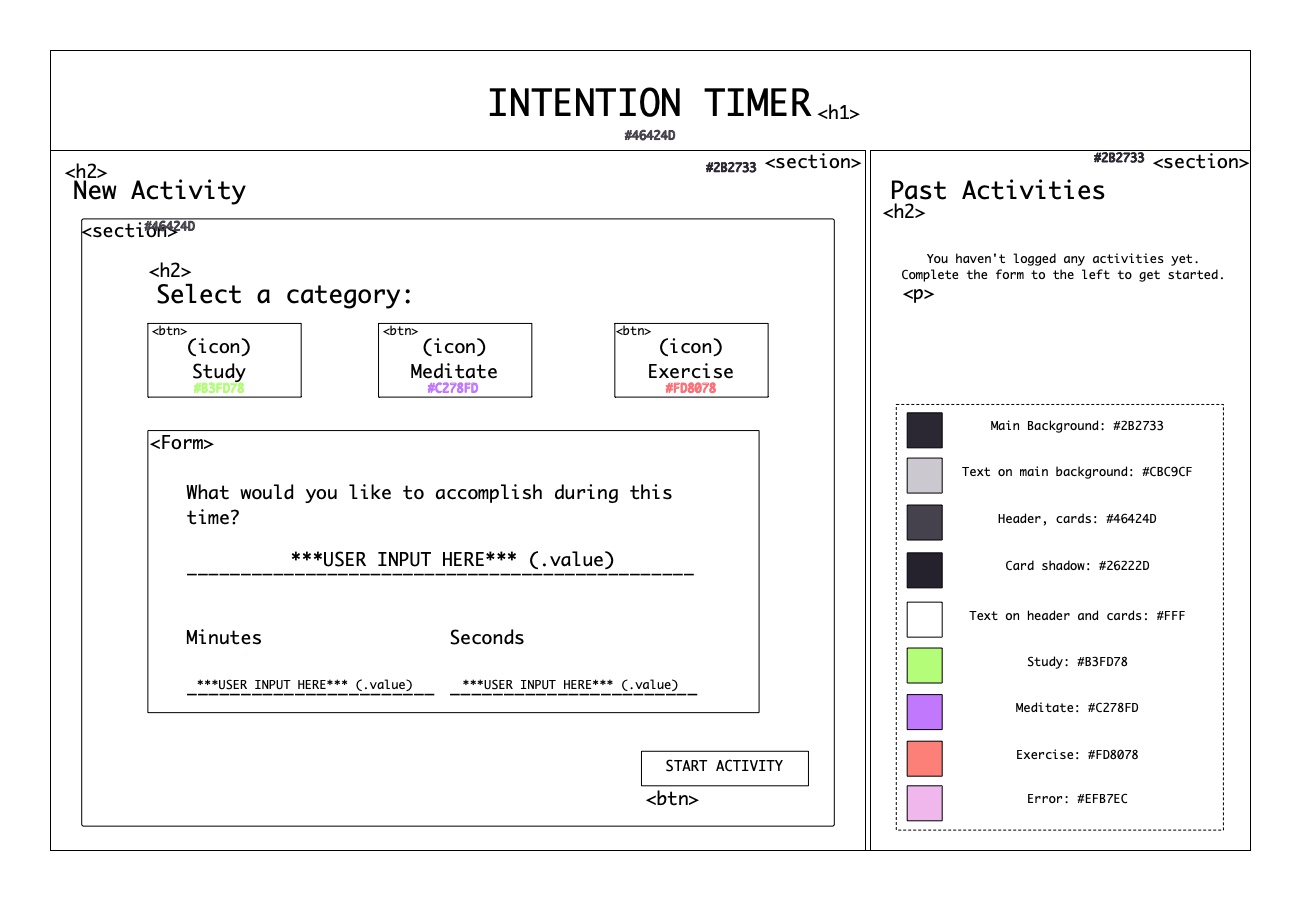 INTENTION TIMER <h1>
#46424D
<h2>
New Activity
#2B2733 <section>
<section>
#46424D
<h2>
Select a category:
<btn>
(icon)
Study
#B3FD78
<btn>
(icon)
Meditate
#C278FD
<btn>
(icon)
Exercise
#FD8078
<Form>
What would you like to accomplish during this
time?
***USER INPUT HERE*** (.value)
Minutes
***USER INPUT HERE*** (.value)
Seconds
***USER INPUT HERE*** (.value)
START ACTIVITY
<btn>
#2B2733 <section>
Past Activities
<h2>
You haven't logged any activities yet.
Complete the form to the left to get started.
<p>
Main Background: #2B2733
Text on main background: #CBC9CF
Header, cards: #46424D
Card shadow: #26222D
Text on header and cards: #FFF
Study: #B3FD78
Meditate: #C278FD
Exercise: #FD8078
Error: #EFB7EC